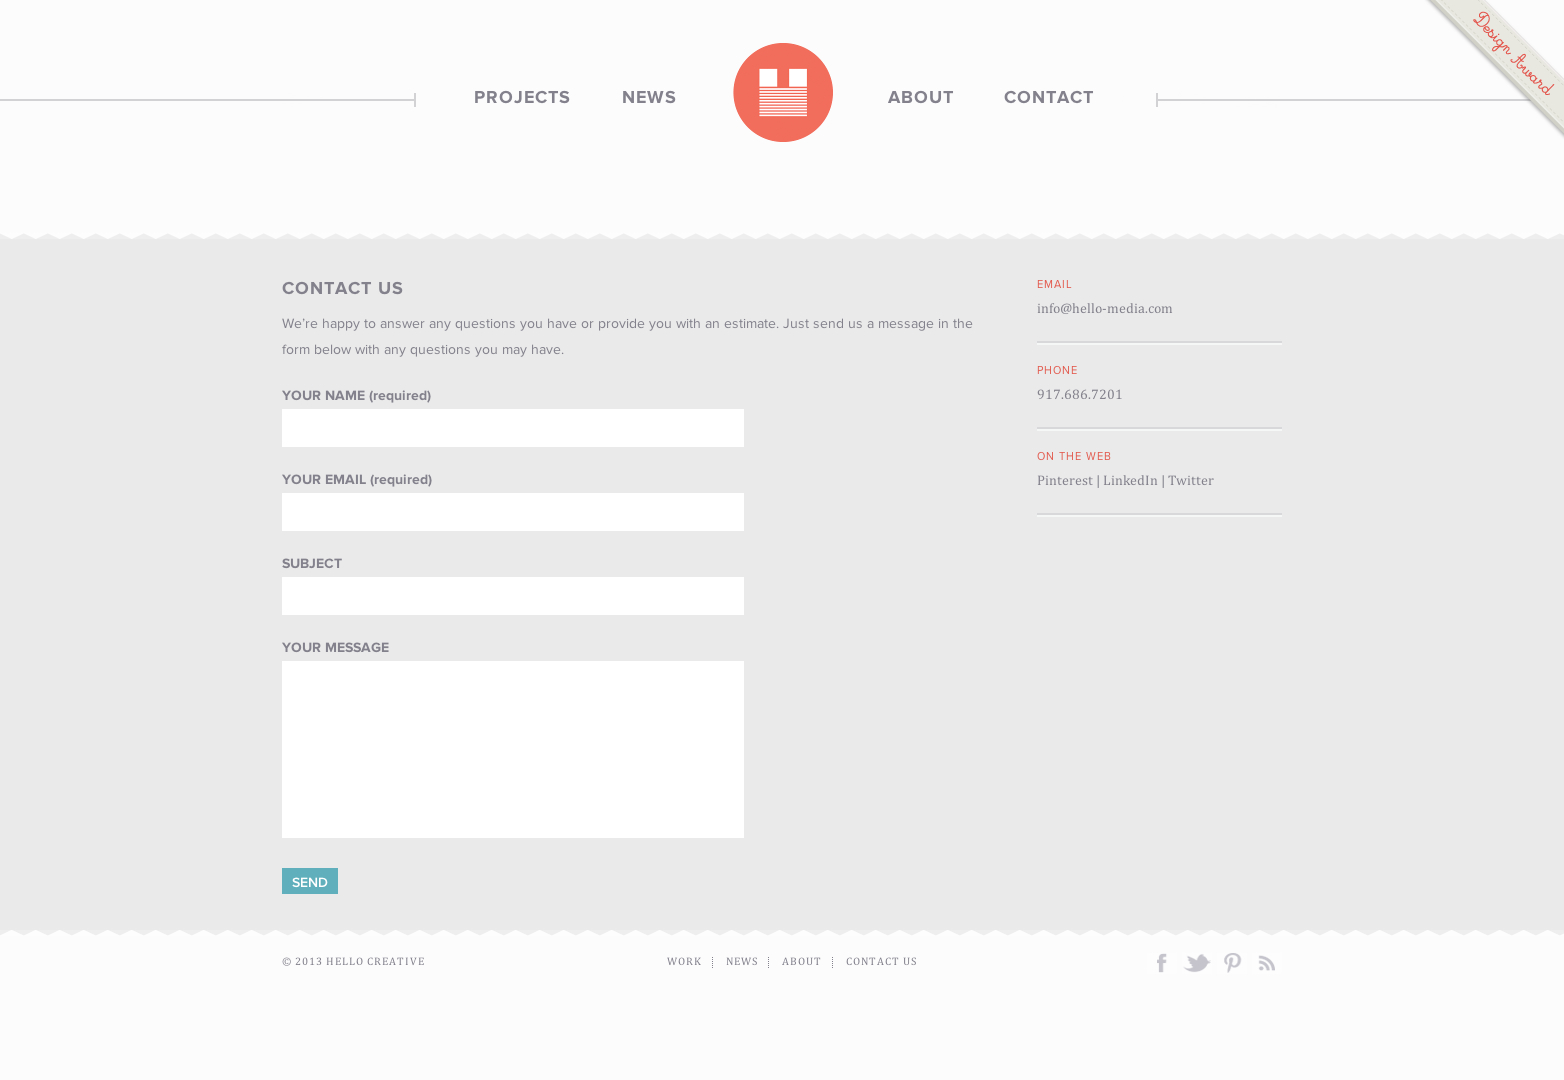 Design Award
PROJECTS
NEWS
ABOUT
CONTACT
CONTACT US
We're happy to answer any questions you have or provide you with an estimate. Just send us a message in the
form below with any questions you may have.
YOUR NAME (required)
YOUR EMAIL (required)
SUBJECT
YOUR MESSAGE
SEND
EMAIL
info@hello-media.com
PHONE
917.686.7201
ON THE WEB
Pinterest | LinkedIn | Twitter
© 2013 HELLO CREATIVE
WORK
NEWS
ABOUT
CONTACT US